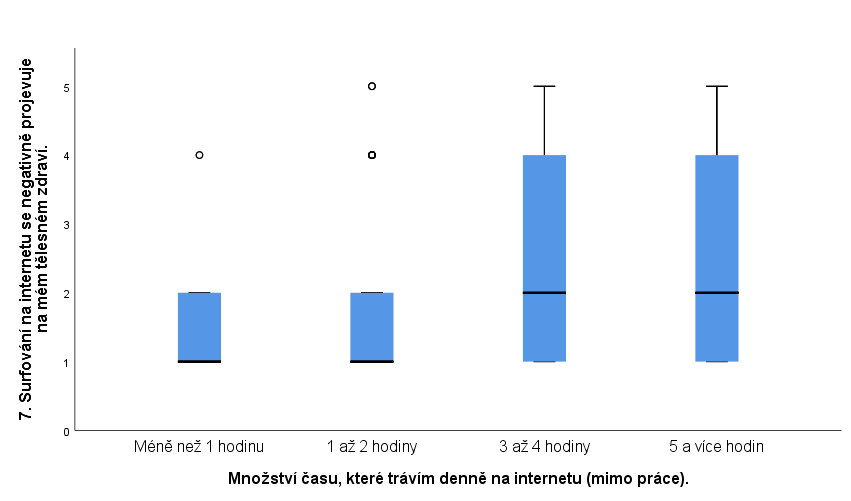 7. Surfování na internetu se negativně projevuje
na mém tělesném zdraví.
5
4
3
2
1
0
Méně než 1 hodinu
1 až 2 hodiny
3 až 4 hodiny
5 a více hodin
Množství času, které trávím denně na internetu (mimo práce).